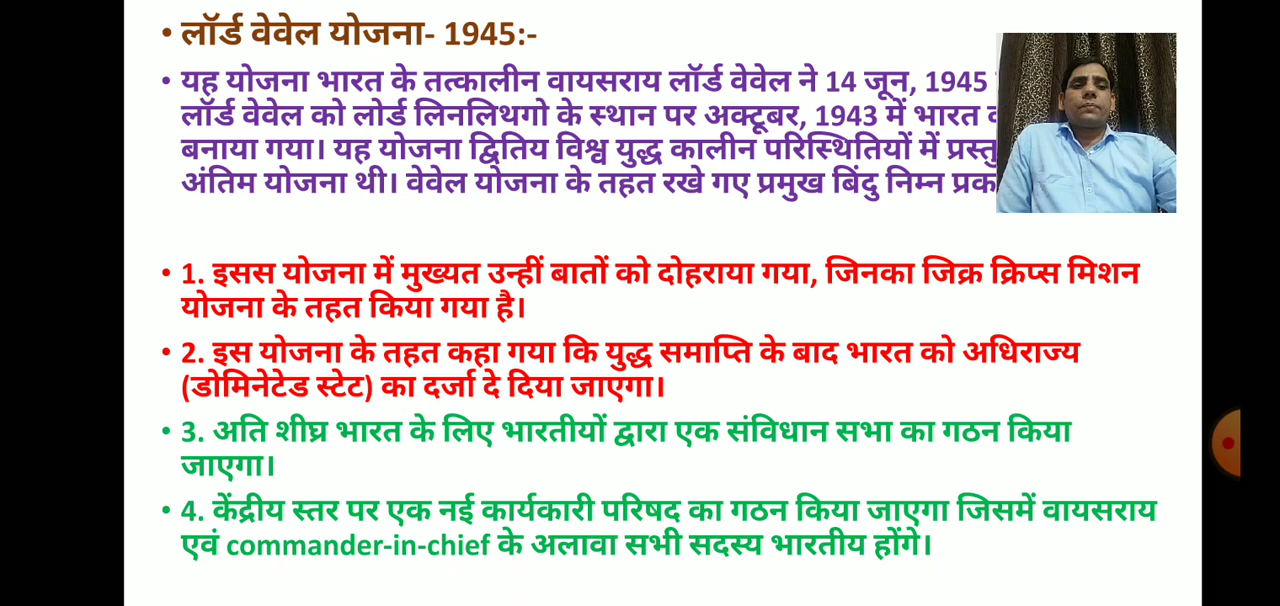 लॉर्ड वेवेल योजना- 1945:-
यह योजना भारत के तत्कालीन वायसराय लॉर्ड वेवेल ने 14 जून, 1945
लॉर्ड वेवेल को लोर्ड लिनलिथगो के स्थान पर अक्टूबर, 1943 में भारत
बनाया गया। यह योजना द्वितिय विश्व युद्ध कालीन परिस्थितियों में
अंतिम योजना थी। वेवेल योजना के तहत रखे गए प्रमुख बिंदु निम्न
1. इसस योजना में मुख्यत उन्हीं बातों को दोहराया गया, जिनका जिक्र क्रिप्स मिशन
योजना के तहत किया गया है।
2. इस योजना के तहत कहा गया कि युद्ध समाप्ति के बाद भारत को अधिराज्य
(डोमिनेटेड स्टेट) का दर्जा दे दिया जाएगा।
3. अति शीघ्र भारत के लिए भारतीयों द्वारा एक संविधान सभा का गठन किया
जाएगा।
4. केंद्रीय स्तर पर एक नई कार्यकारी परिषद का गठन किया जाएगा जिसमें वायसराय
एवं commander-in-chief के अलावा सभी सदस्य भारतीय होंगे।